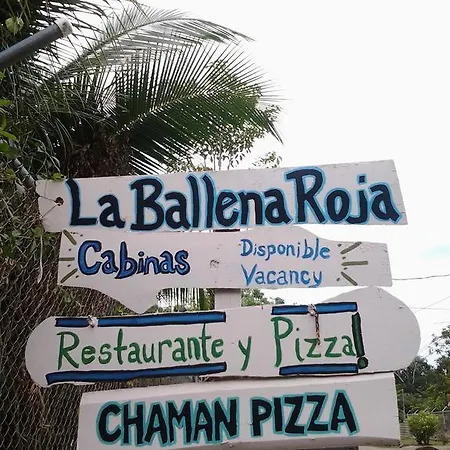 La Ballena Roja
Cabinas Disponible
Vacancy
Restaurante y Pizza!
CHAMAN PIZZA